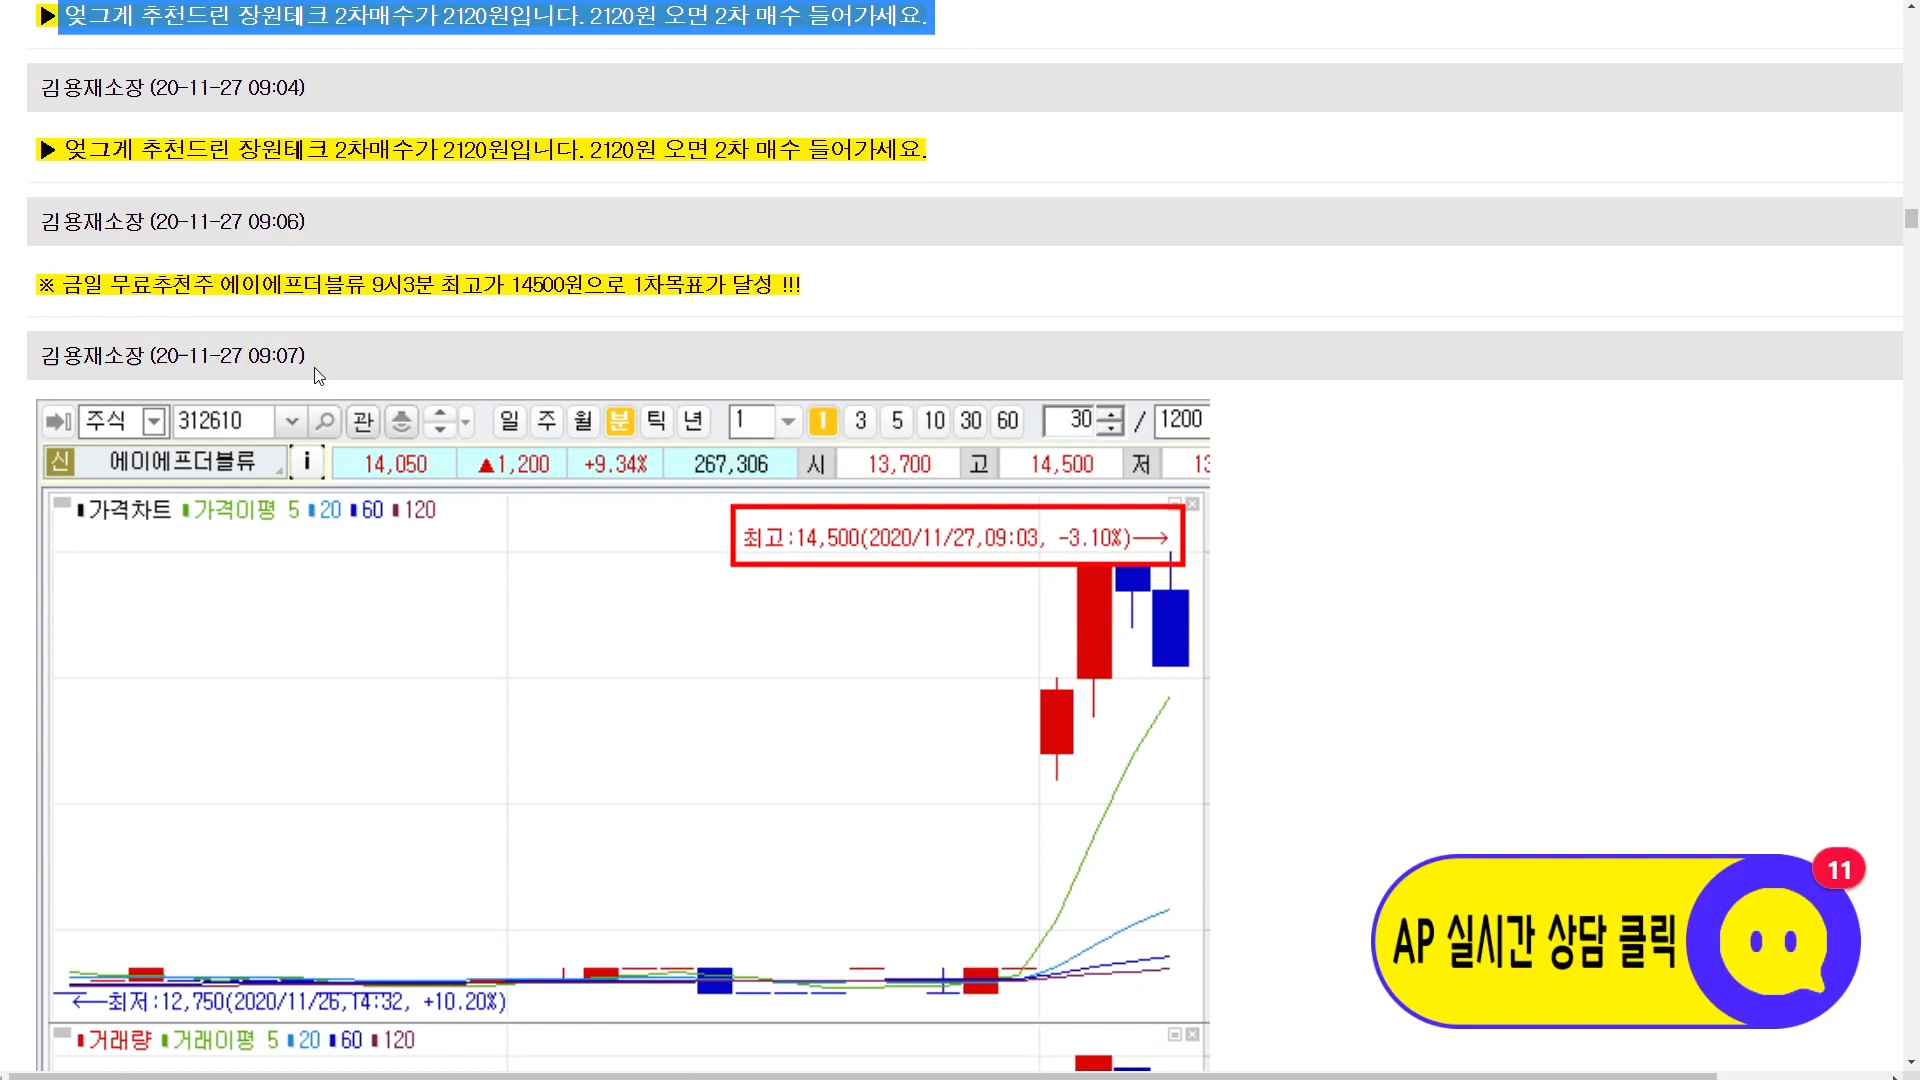 ▶ 엊그게 추천드린 장원테크 2차매수가 2120원입니다. 2120원 오면 2차 매수 들어가세요.
김용재소장 (20-11-27 09:04)
▶ 엊그게 추천드린 장원테크 2차매수가 2120원입니다. 2120원 오면 2차 매수 들어가세요.
김용재소장 (20-11-27 09:06)
※ 금일 무료추천주 에이에프더블류 9시3분 최고가 14500원으로 1차목표가 달성 !!!
김용재소장 (20-11-27 09:07)
주식 312610 관 일 주 월 분 틱 년 1 1 3 5 10 30 60 30 / 1200
신 에이에프더블류 i 14,050 ▲1,200 +9.34% 267,306 시 13,700 고 14,500 저 13
가격차트 가격이평 5 20 60 120
최고:14,500(2020/11/27,09:03, -3.10%)→
←최저:12,750(2020/11/26,14:32, +10.20%)
거래량 거래이평 5 20 60 120
11
AP 실시간 상담 클릭